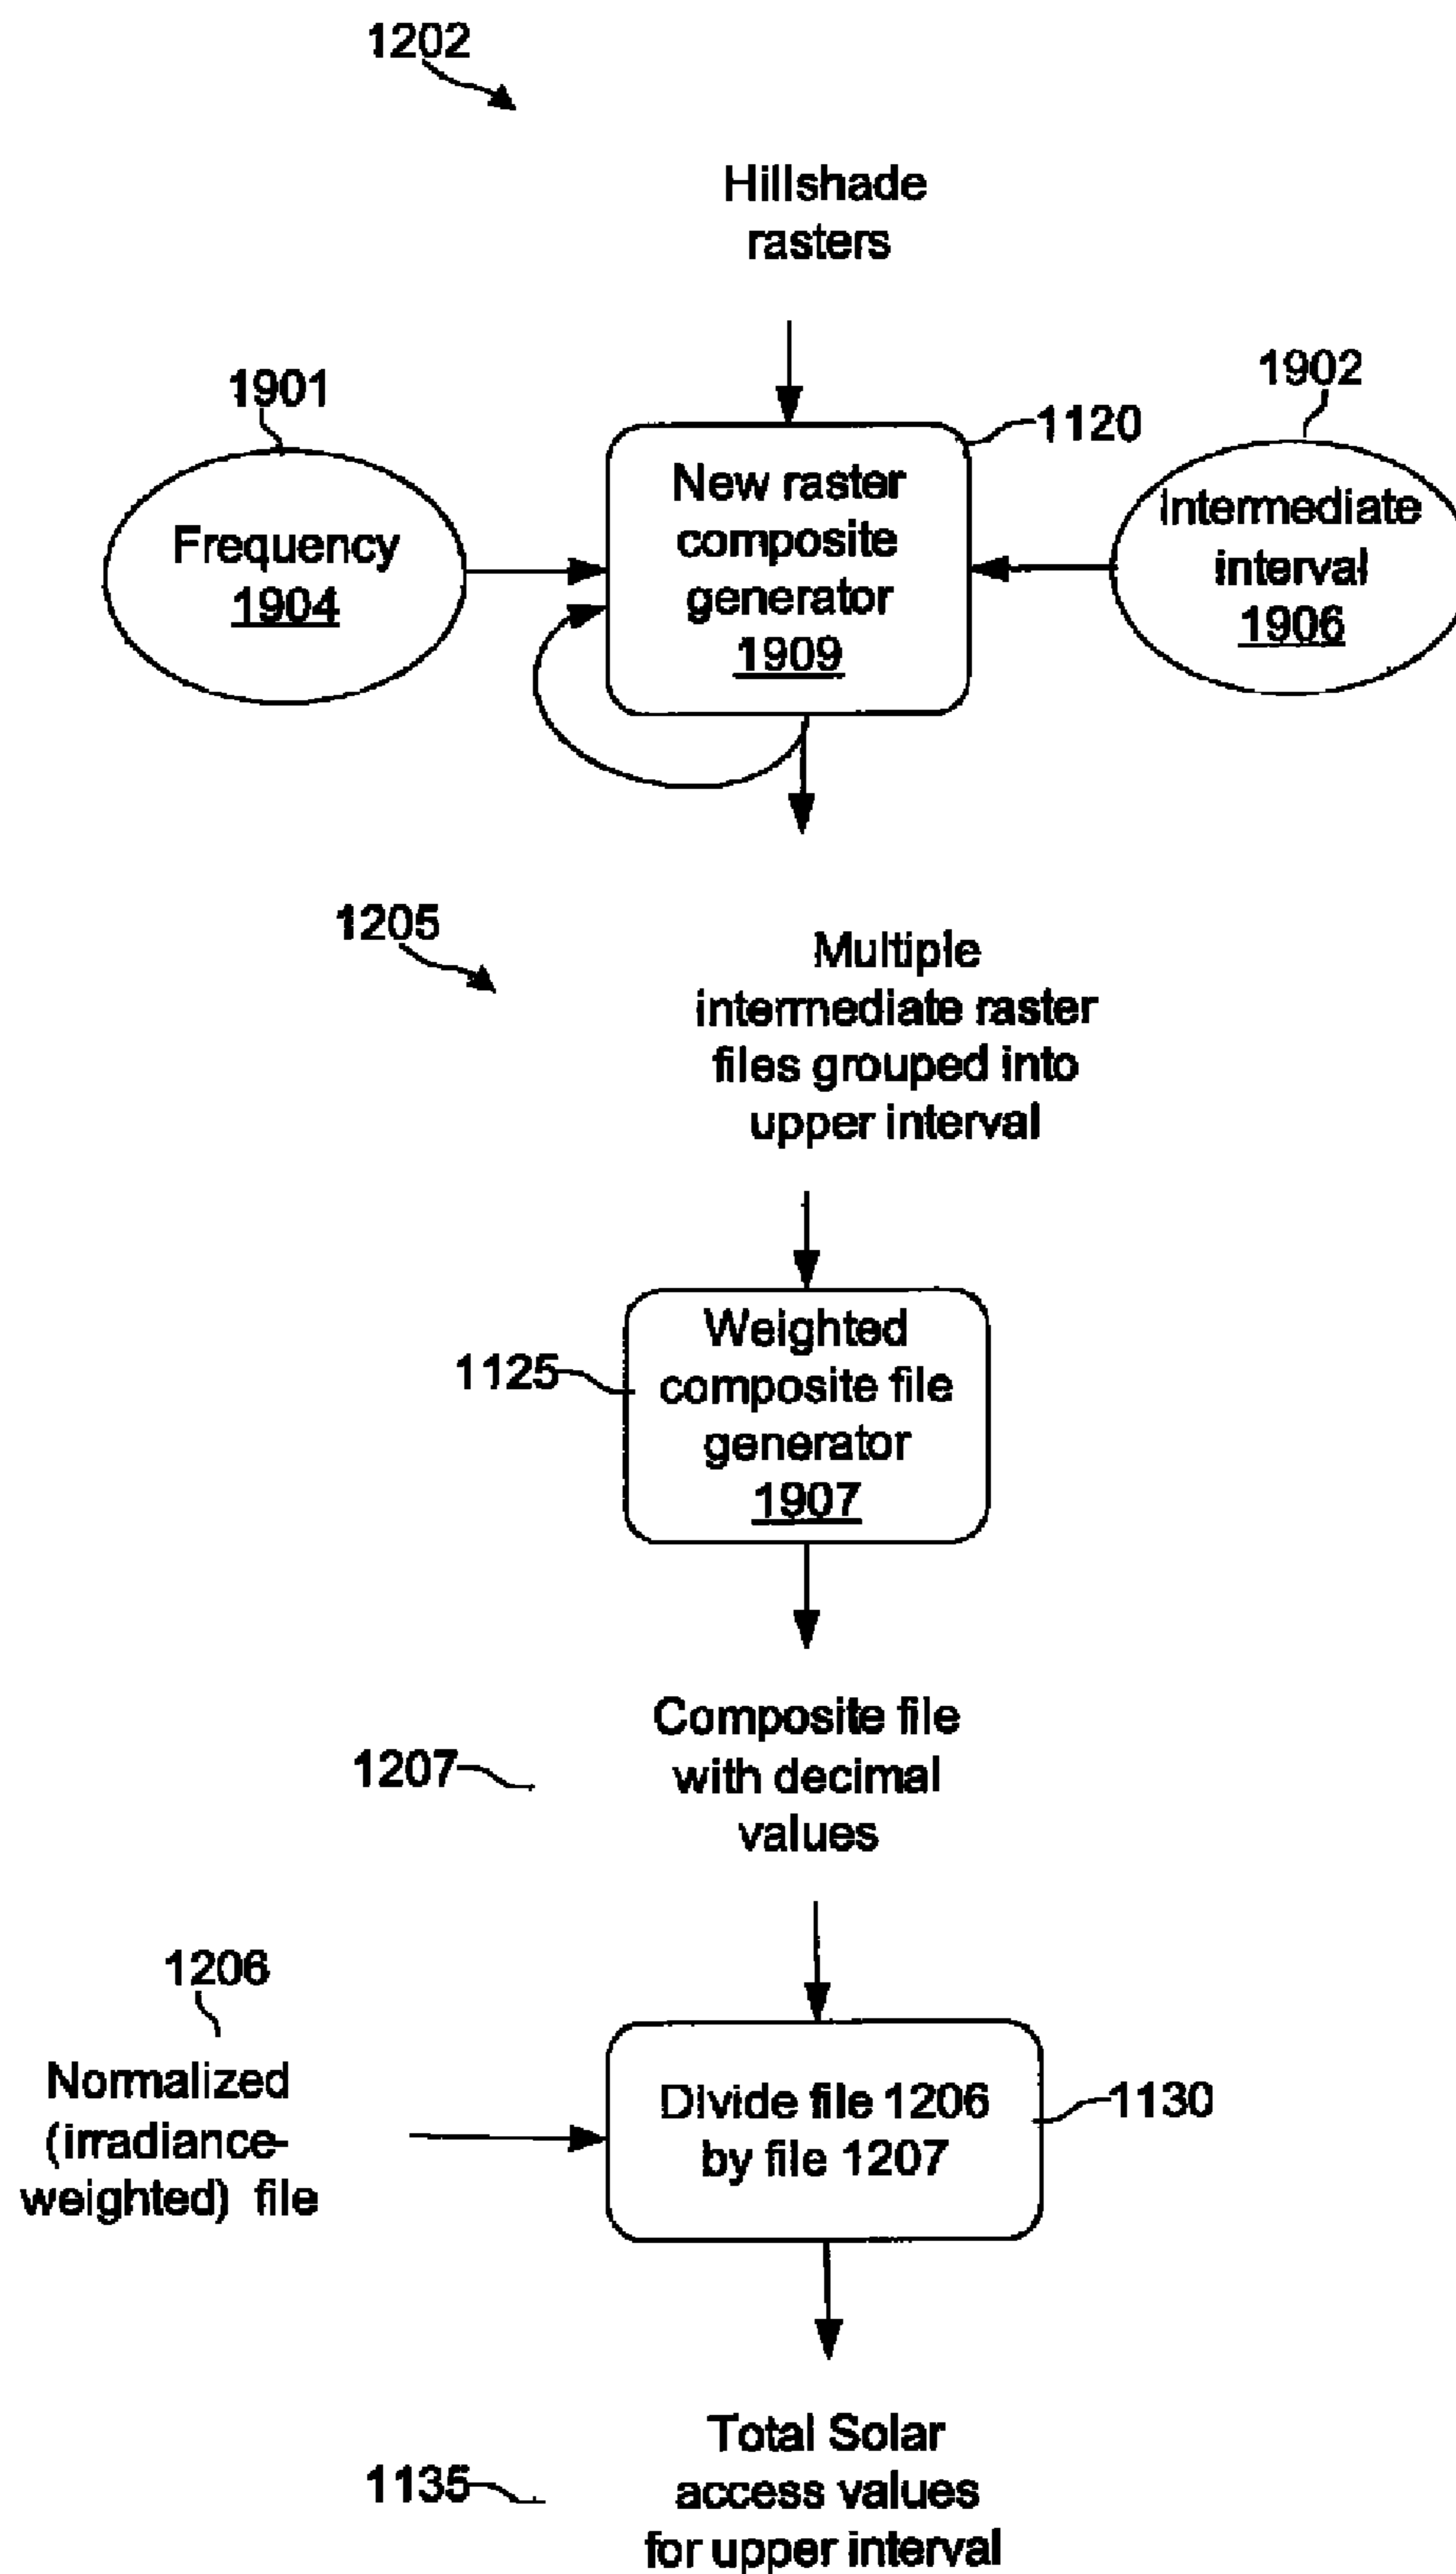 1202
Hillshade
rasters
1901
1902
1120
Frequency
1904
New raster
composite
generator
1909
Intermediate
interval
1906
1205
Multiple
intermediate raster
files grouped into
upper interval
1125
Weighted
composite file
generator
1907
1207
Composite file
with decimal
values
1206
Normalized
(irradiance-
weighted) file
Divide file 1206
by file 1207
1130
1135
Total Solar
access values
for upper interval